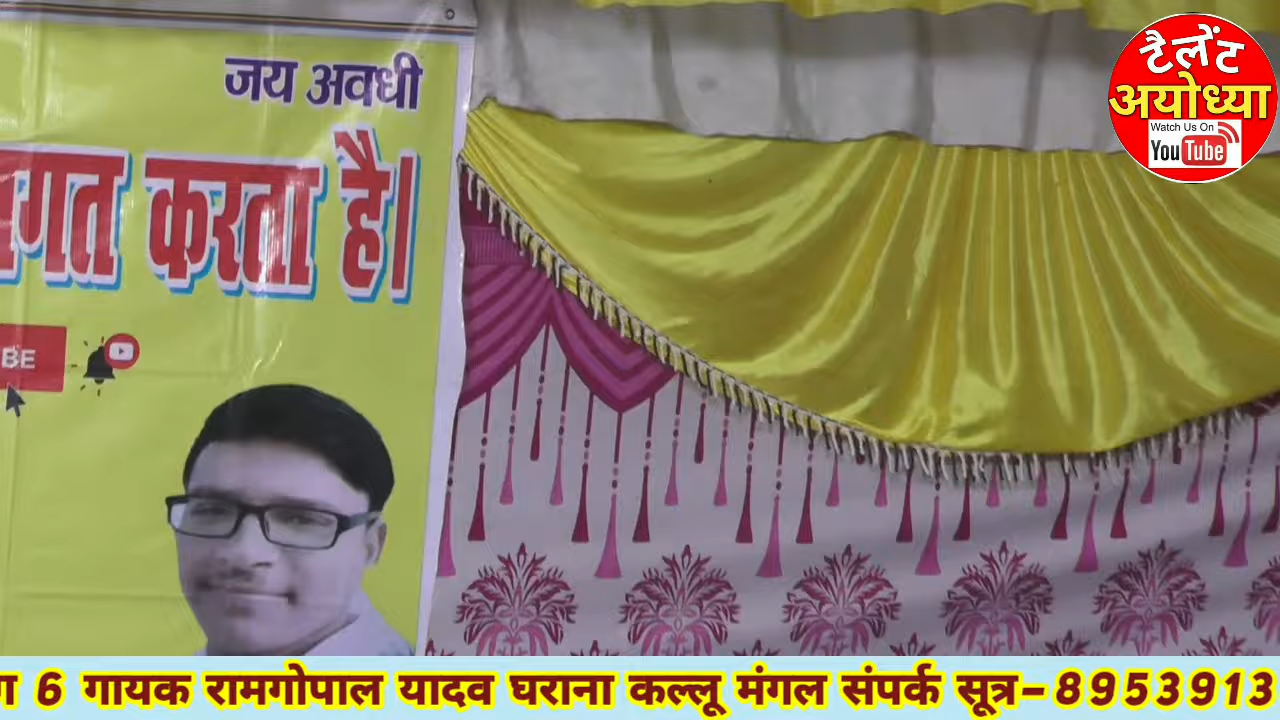 जय अवधी
गत करता है।
BE
टैलेंट
अयोध्या
Watch Us On
YouTube
6 गायक रामगोपाल यादव घराना कल्लू मंगल संपर्क सूत्र-8953913